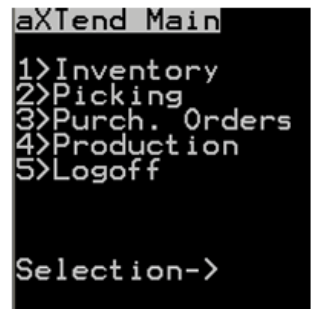 aXTend Main
1>Inventory
2>Picking
3>Purch. Orders
4>Production
5>Logoff
Selection->